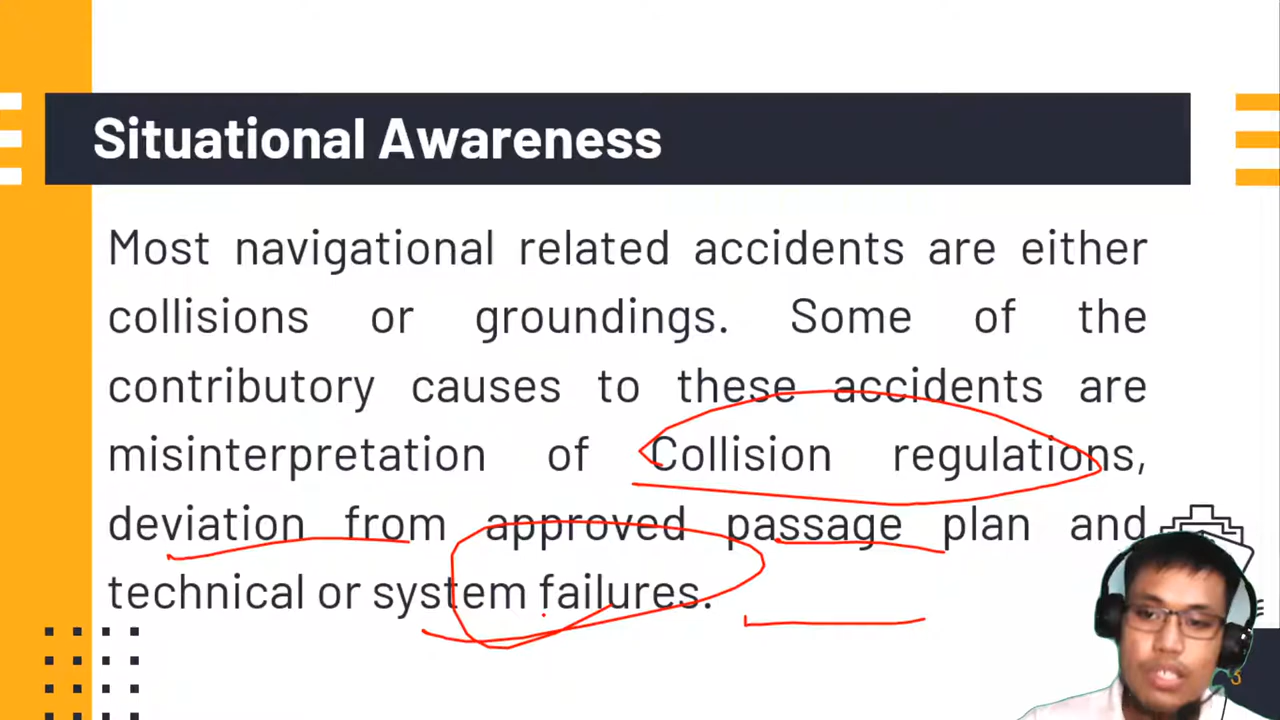 Situational Awareness
Most navigational related accidents are either
collisions or groundings. Some of the
contributory causes to these accidents are
misinterpretation of Collision regulations,
deviation from approved passage plan and
technical or system failures.